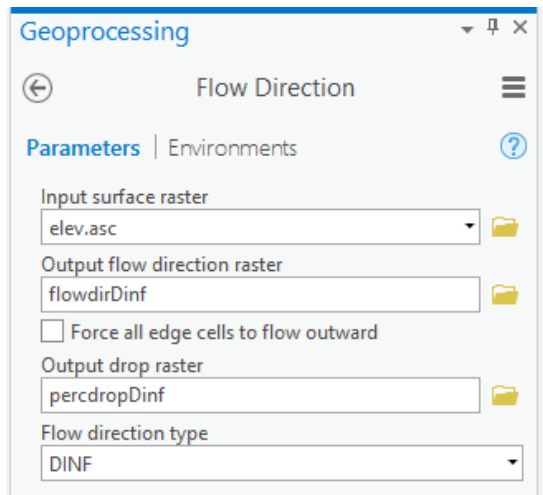 Geoprocessing
Flow Direction
Parameters | Environments
Input surface raster
elev.asc
Output flow direction raster
flowdirDinf
Force all edge cells to flow outward
Output drop raster
percdropDinf
Flow direction type
DINF